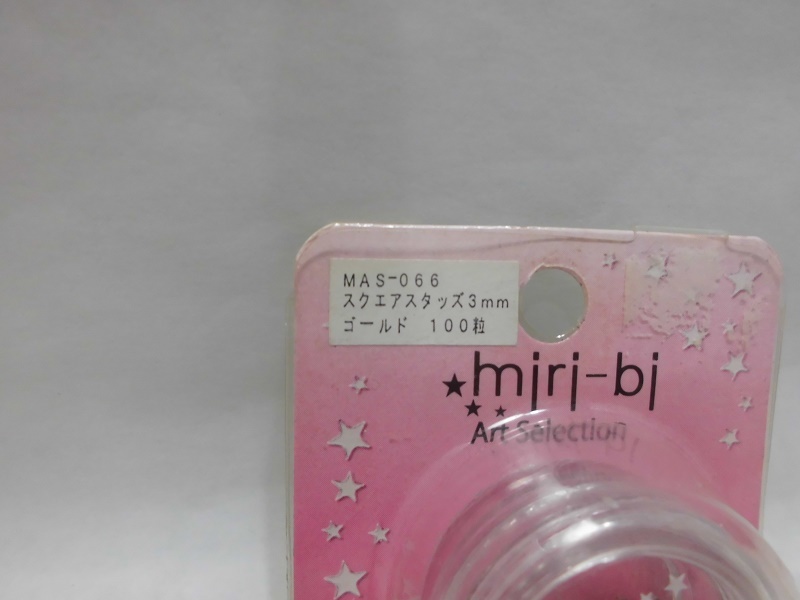 MAS-066
スクエアスタッズ3mm
ゴールド 100粒
miri-bi
Art Selection